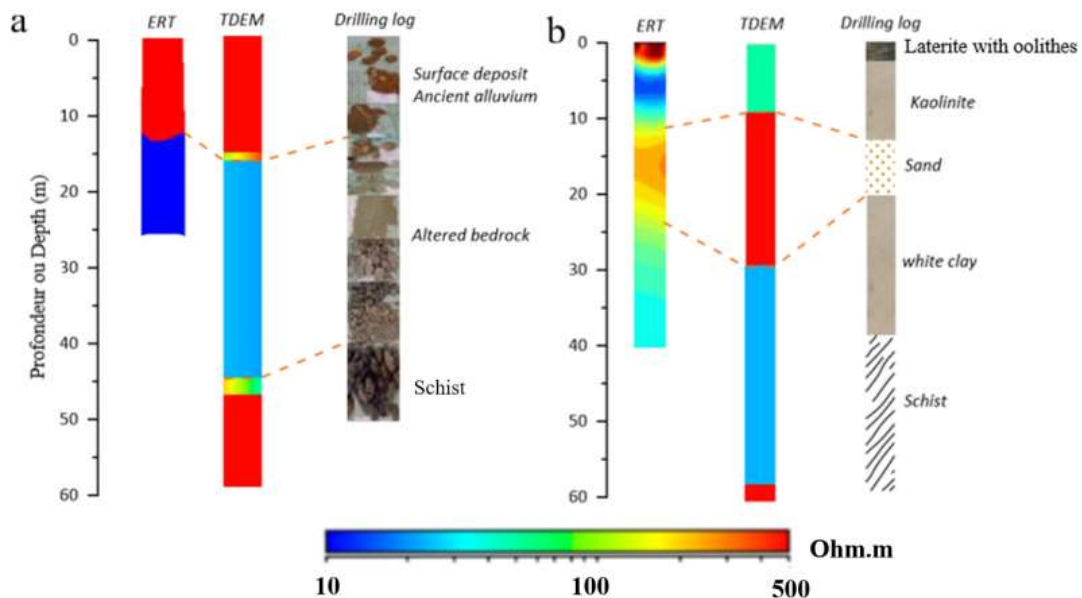 a
ERT
TDEM
Drilling log
0
10
20
30
40
50
60
Profondeur ou Depth (m)
Surface deposit
Ancient alluvium
Altered bedrock
Schist
b
ERT
TDEM
Drilling log
0
10
20
30
40
50
60
Laterite with oolithes
Kaolinite
Sand
white clay
Schist
Ohm.m
10
100
500